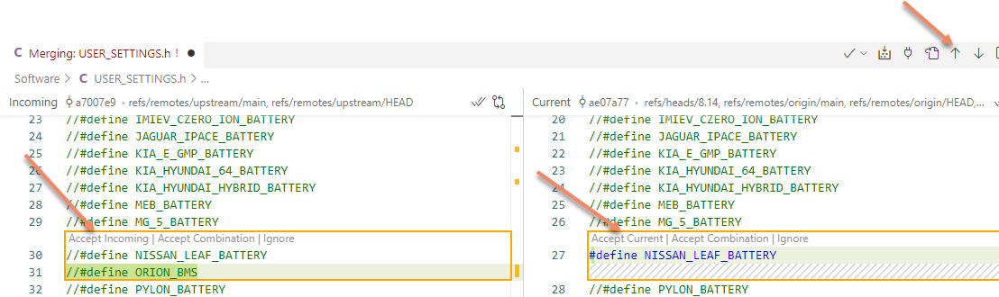 Merging: USER_SETTINGS.h !
Software > C USER_SETTINGS.h > ...
Incoming a7007e9 • refs/remotes/upstream/main, refs/remotes/upstream/HEAD
23 //#define IMIEV_CZERO_ION_BATTERY
24 //#define JAGUAR_IPACE_BATTERY
25 //#define KIA_E_GMP_BATTERY
26 //#define KIA_HYUNDAI_64_BATTERY
27 //#define KIA_HYUNDAI_HYBRID_BATTERY
28 //#define MEB_BATTERY
29 //#define MG_5_BATTERY
Accept Incoming | Accept Combination | Ignore
30 //#define NISSAN_LEAF_BATTERY
31 //#define ORION_BMS
32 //#define PYLON_BATTERY
Current ae07a77 • refs/heads/8.14, refs/remotes/origin/main, refs/remotes/origin/HEAD,...
20 //#define IMIEV_CZERO_ION_BATTERY
21 //#define JAGUAR_IPACE_BATTERY
22 //#define KIA_E_GMP_BATTERY
23 //#define KIA_HYUNDAI_64_BATTERY
24 //#define KIA_HYUNDAI_HYBRID_BATTERY
25 //#define MEB_BATTERY
26 //#define MG_5_BATTERY
Accept Current | Accept Combination | Ignore
27 #define NISSAN_LEAF_BATTERY
28 //#define PYLON_BATTERY